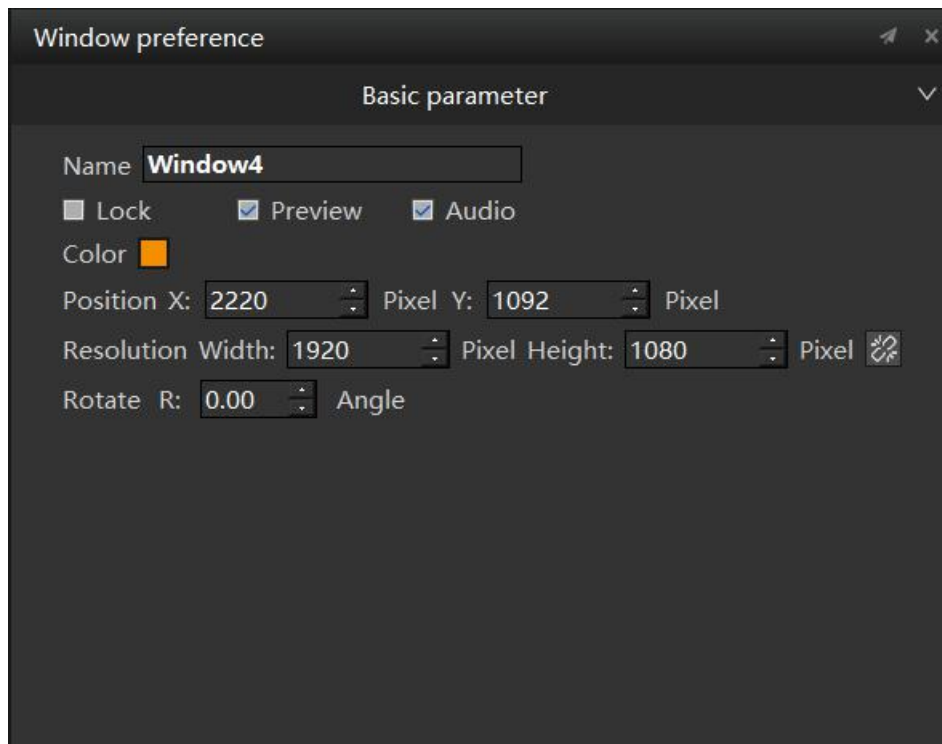 Window preference
Basic parameter
Name Window4
Lock Preview Audio
Color
Position X: 2220 Pixel Y: 1092 Pixel
Resolution Width: 1920 Pixel Height: 1080 Pixel
Rotate R: 0.00 Angle